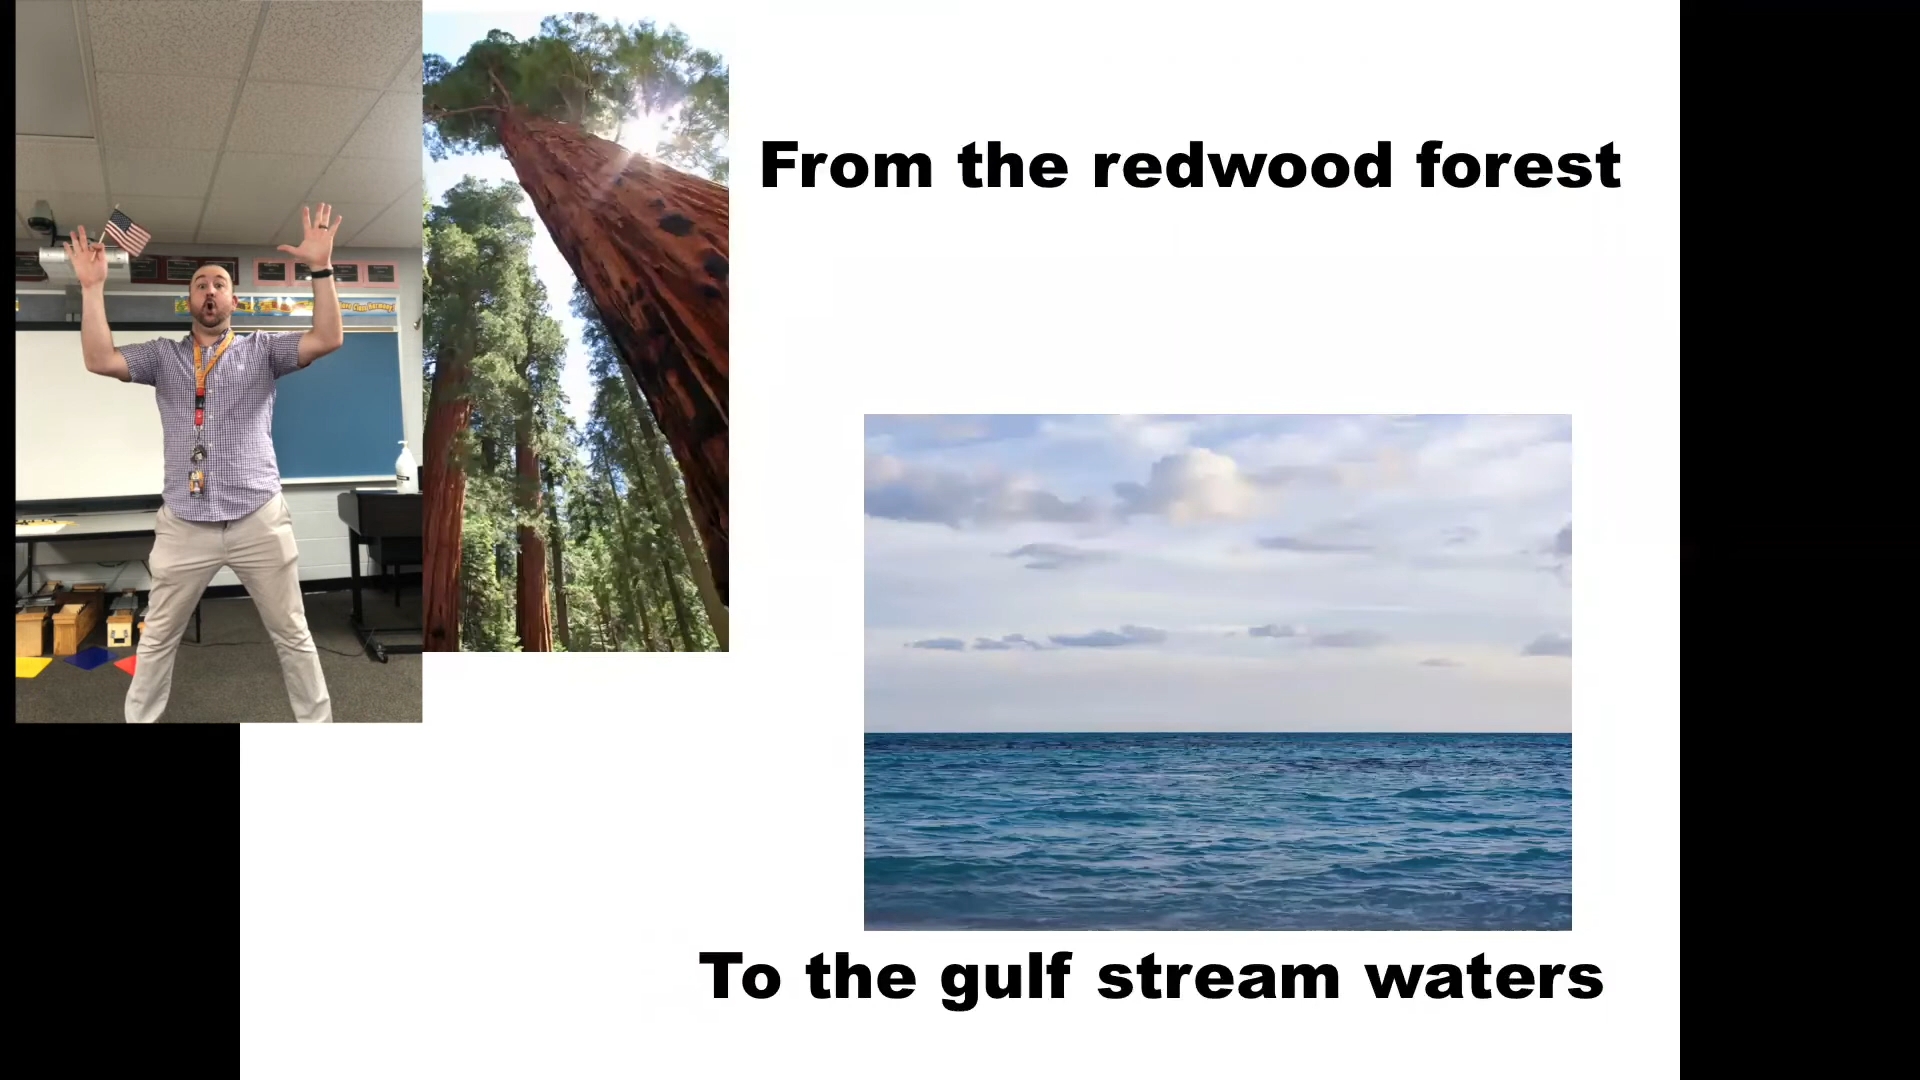 From the redwood forest
To the gulf stream waters